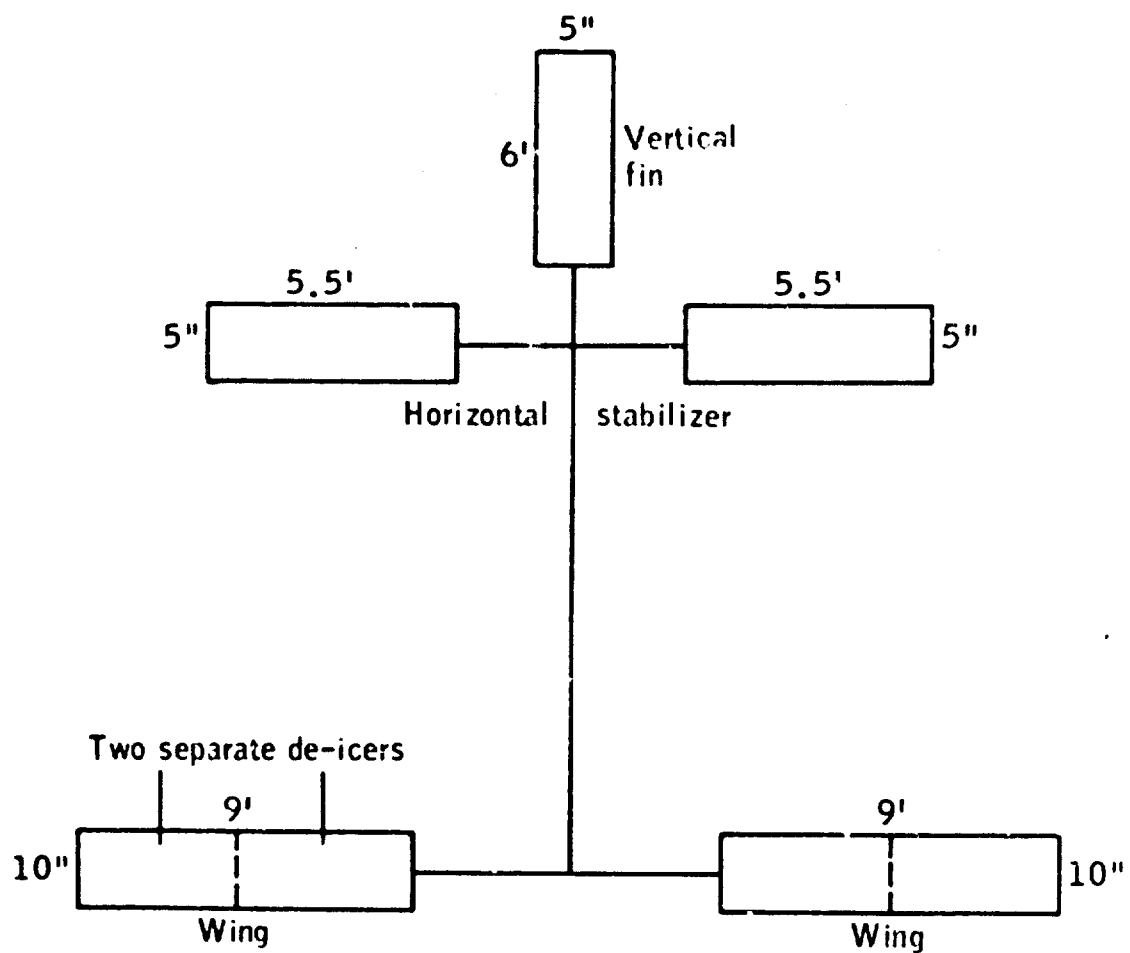 5"
6'
Vertical
fin
5.5'
5.5'
5"
5"
Horizontal stabilizer
Two separate de-icers
9'
9'
10"
10"
Wing
Wing